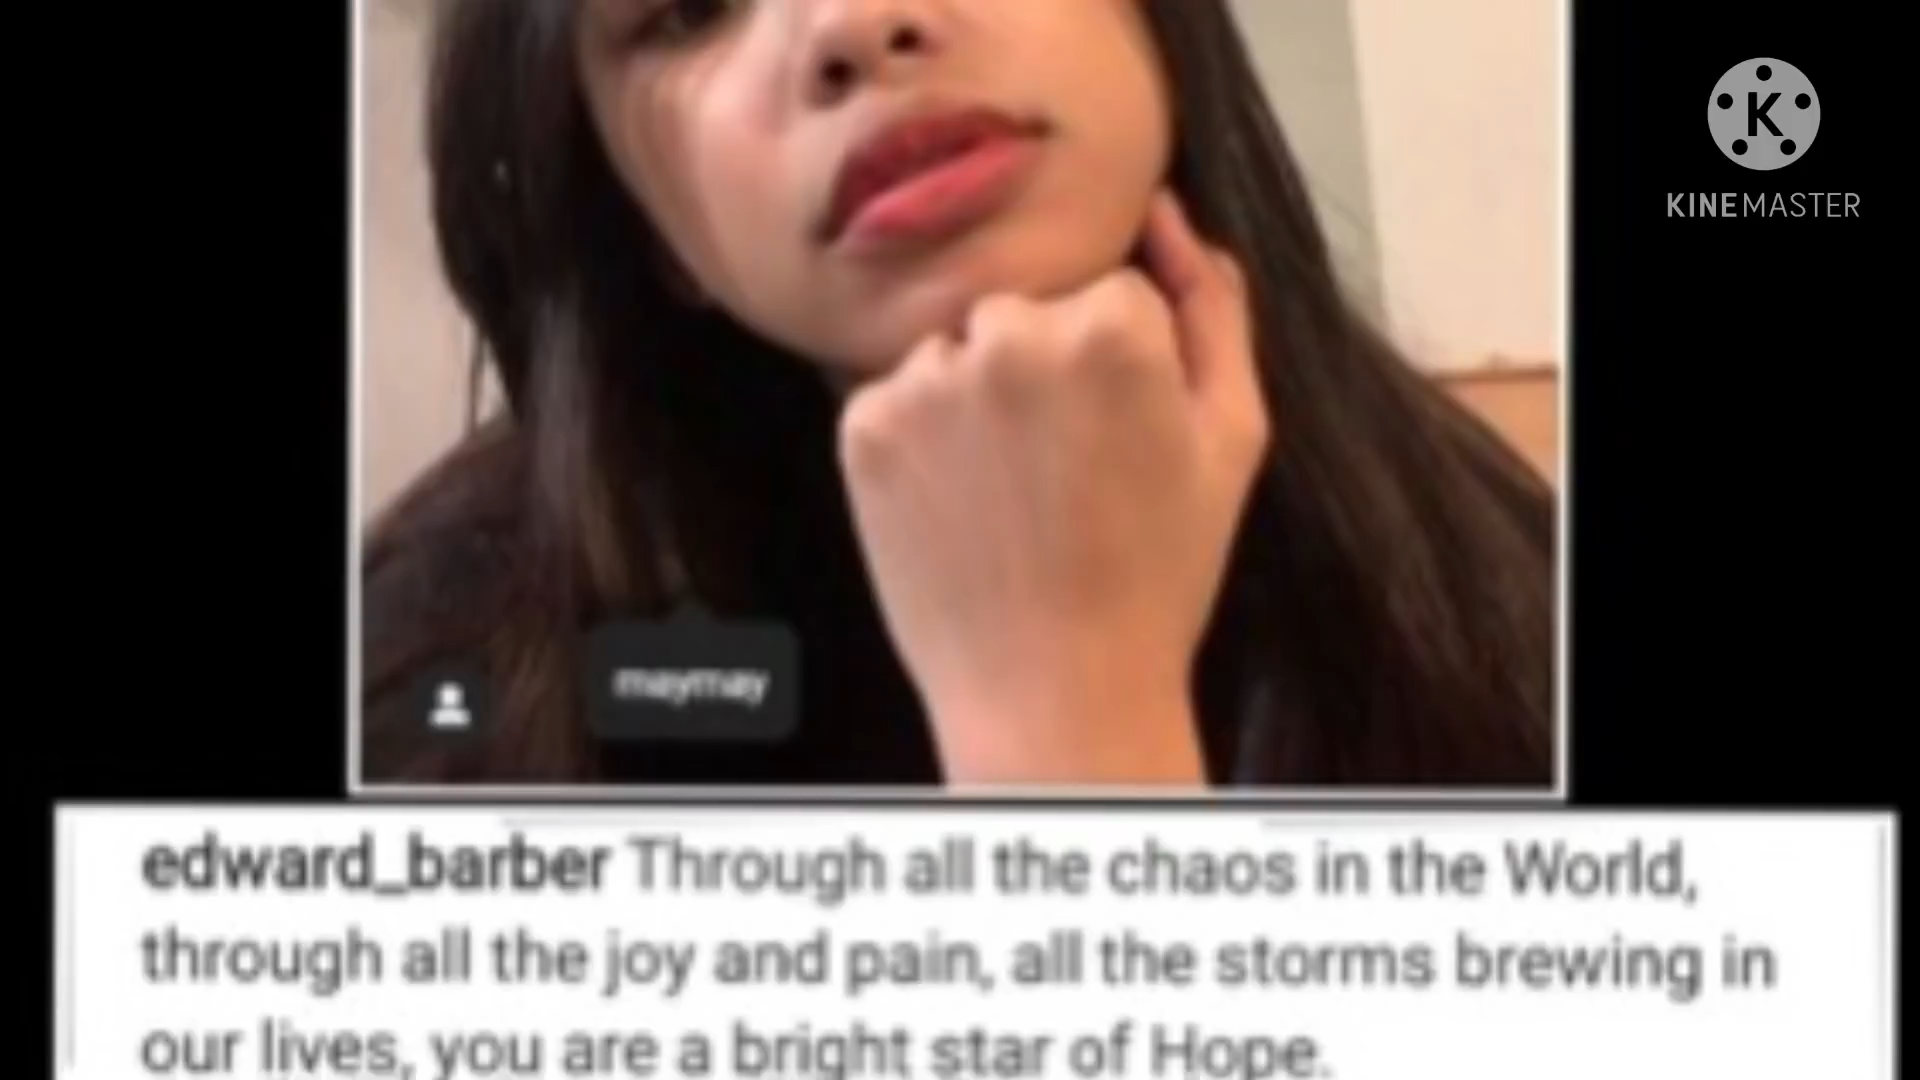 K
KINEMASTER
maymay
edward_barber Through all the chaos in the World,
through all the joy and pain, all the storms brewing in
our lives, you are a bright star of Hope.